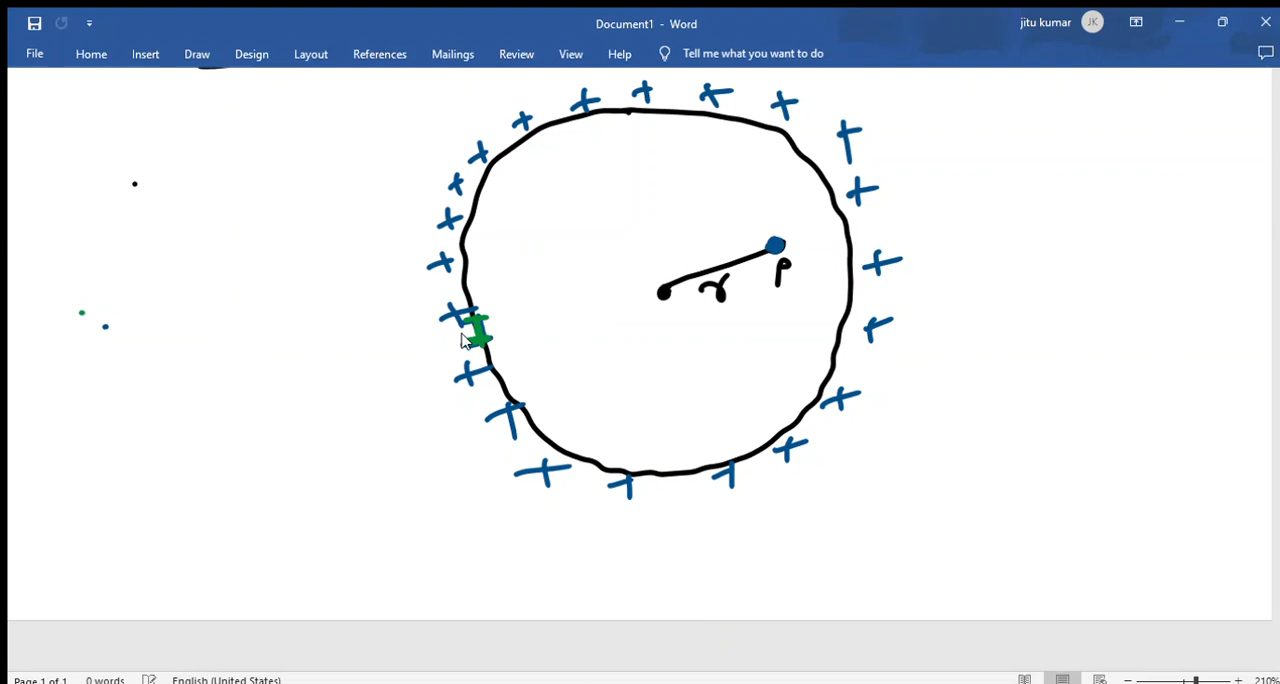 Document1 - Word
jitu kumar JK
File Home Insert Draw Design Layout References Mailings Review View Help Tell me what you want to do
+ + + + + + + + + + + + + + + + + + + + + + +
r P
Page 1 of 1 0 words English (United States) 210%